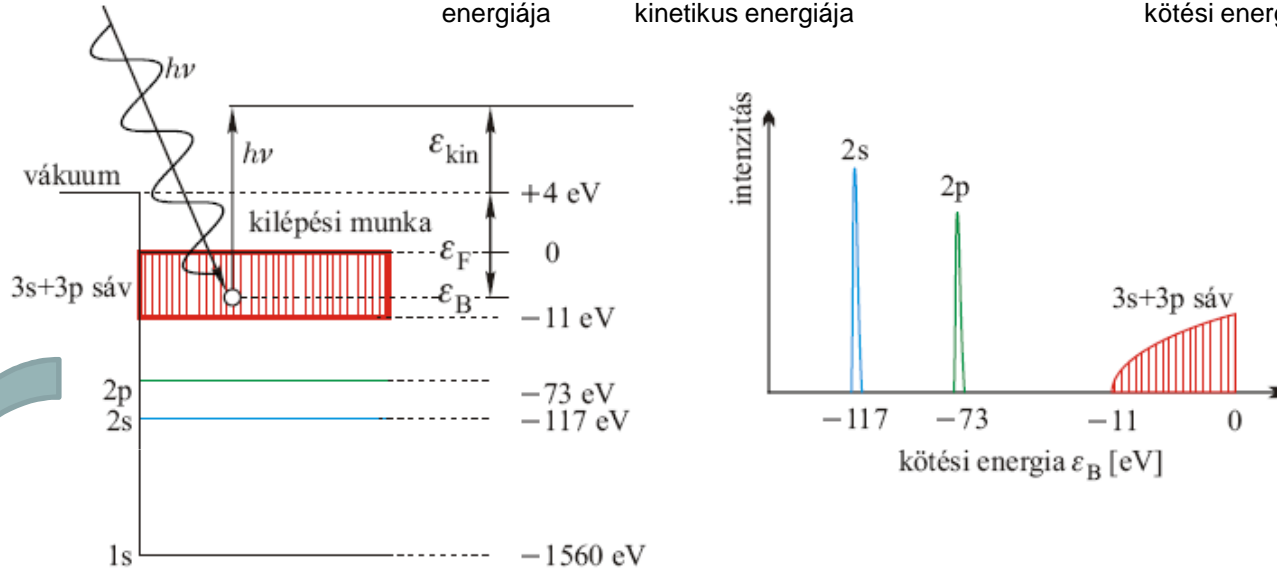 energiája kinetikus energiája kötési energ
hν
hν
vákuum
kilépési munka
3s+3p sáv
2p
2s
1s
ε_kin
+4 eV
ε_F 0
ε_B
−11 eV
−73 eV
−117 eV
−1560 eV
intenzitás
2s
2p
3s+3p sáv
−117 −73 −11 0
kötési energia ε_B [eV]